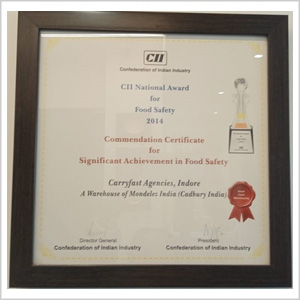 CII
Confederation of Indian Industry
CII National Award
for
Food Safety
2014
Commendation Certificate
for
Significant Achievement in Food Safety
Carryfast Agencies, Indore
A Warehouse of Mondelez India (Cadbury India)
Director General
Confederation of Indian Industry
President
Confederation of Indian Industry